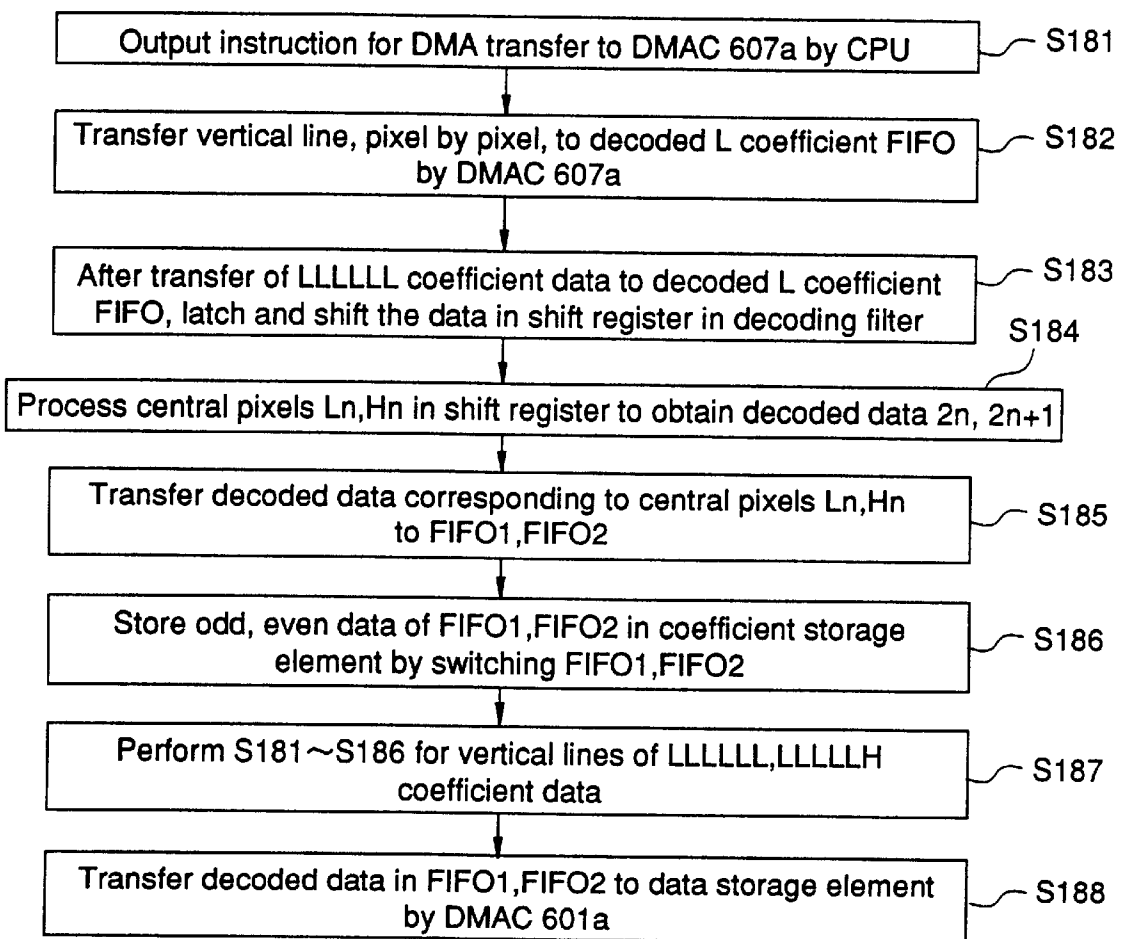 Output instruction for DMA transfer to DMAC 607a by CPU
S181
Transfer vertical line, pixel by pixel, to decoded L coefficient FIFO
by DMAC 607a
S182
After transfer of LLLLLL coefficient data to decoded L coefficient
FIFO, latch and shift the data in shift register in decoding filter
S183
S184
Process central pixels Ln,Hn in shift register to obtain decoded data 2n, 2n+1
Transfer decoded data corresponding to central pixels Ln,Hn
to FIFO1,FIFO2
S185
Store odd, even data of FIFO1,FIFO2 in coefficient storage
element by switching FIFO1,FIFO2
S186
Perform S181~S186 for vertical lines of LLLLLL,LLLLLH
coefficient data
S187
Transfer decoded data in FIFO1,FIFO2 to data storage element
by DMAC 601a
S188